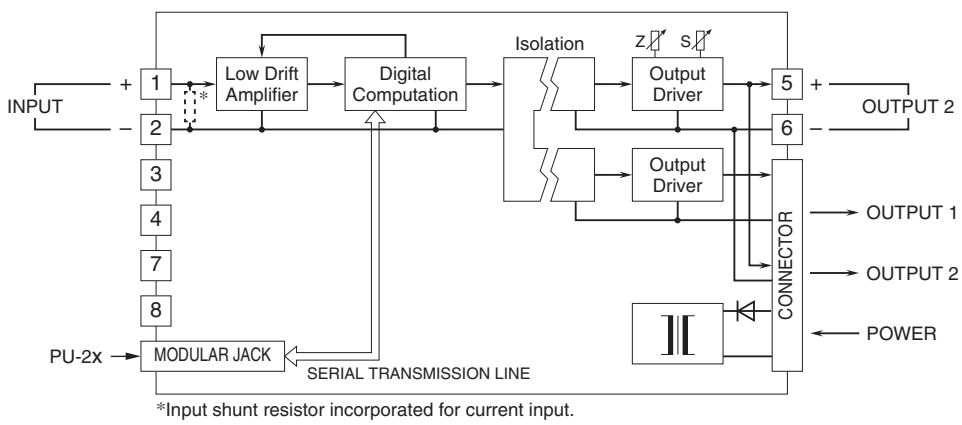 Isolation
Z
S
+
1
Low Drift
Amplifier
Digital
Computation
Output
Driver
5
+
INPUT
*
OUTPUT 2
−
2
6
−
3
Output
Driver
4
OUTPUT 1
7
CONNECTOR
OUTPUT 2
8
POWER
PU-2x
MODULAR JACK
SERIAL TRANSMISSION LINE
*Input shunt resistor incorporated for current input.